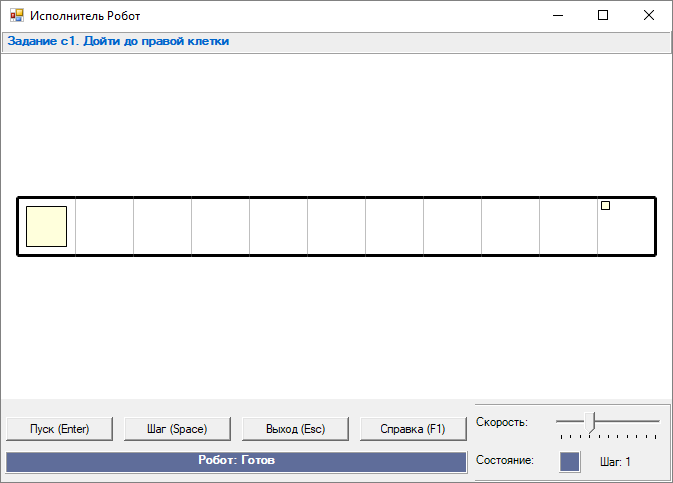 Исполнитель Робот
Задание c1. Дойти до правой клетки
Пуск (Enter)
Шаг (Space)
Выход (Esc)
Справка (F1)
Скорость:
Робот: Готов
Состояние:
Шаг: 1